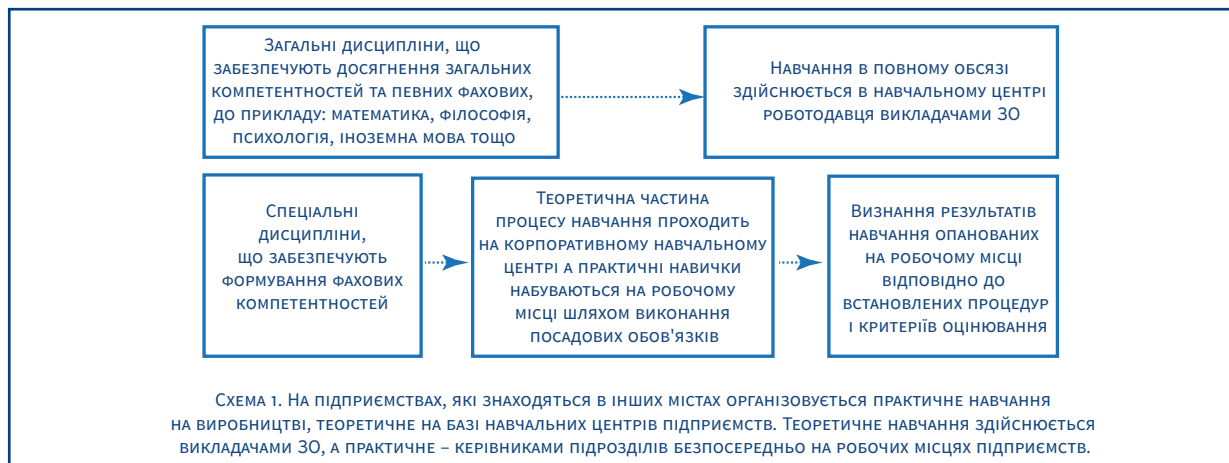 Загальні дисципліни, що
забезпечують досягнення загальних
компетентностей та певних фахових,
до прикладу: математика, філософія,
психологія, іноземна мова тощо
Навчання в повному обсязі
здійснюється в навчальному центрі
роботодавця викладачами ЗО
Спеціальні
дисципліни,
що забезпечують
формування фахових
компетентностей
Теоретична частина
процесу навчання проходить
на корпоративному навчальному
центрі а практичні навички
набуваються на робочому
місці шляхом виконання
посадових обов'язків
Визнання результатів
навчання опанованих
на робочому місці
відповідно до
встановлених процедур
і критеріїв оцінювання
Схема 1. На підприємствах, які знаходяться в інших містах організовується практичне навчання
на виробництві, теоретичне на базі навчальних центрів підприємств. Теоретичне навчання здійснюється
викладачами ЗО, а практичне – керівниками підрозділів безпосередньо на робочих місцях підприємств.